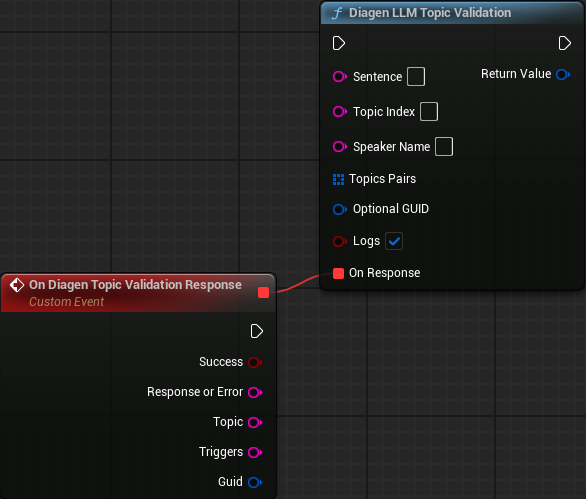 Diagen LLM Topic Validation
Sentence
Return Value
Topic Index
Speaker Name
Topics Pairs
Optional GUID
Logs
On Response
On Diagen Topic Validation Response
Custom Event
Success
Response or Error
Topic
Triggers
Guid